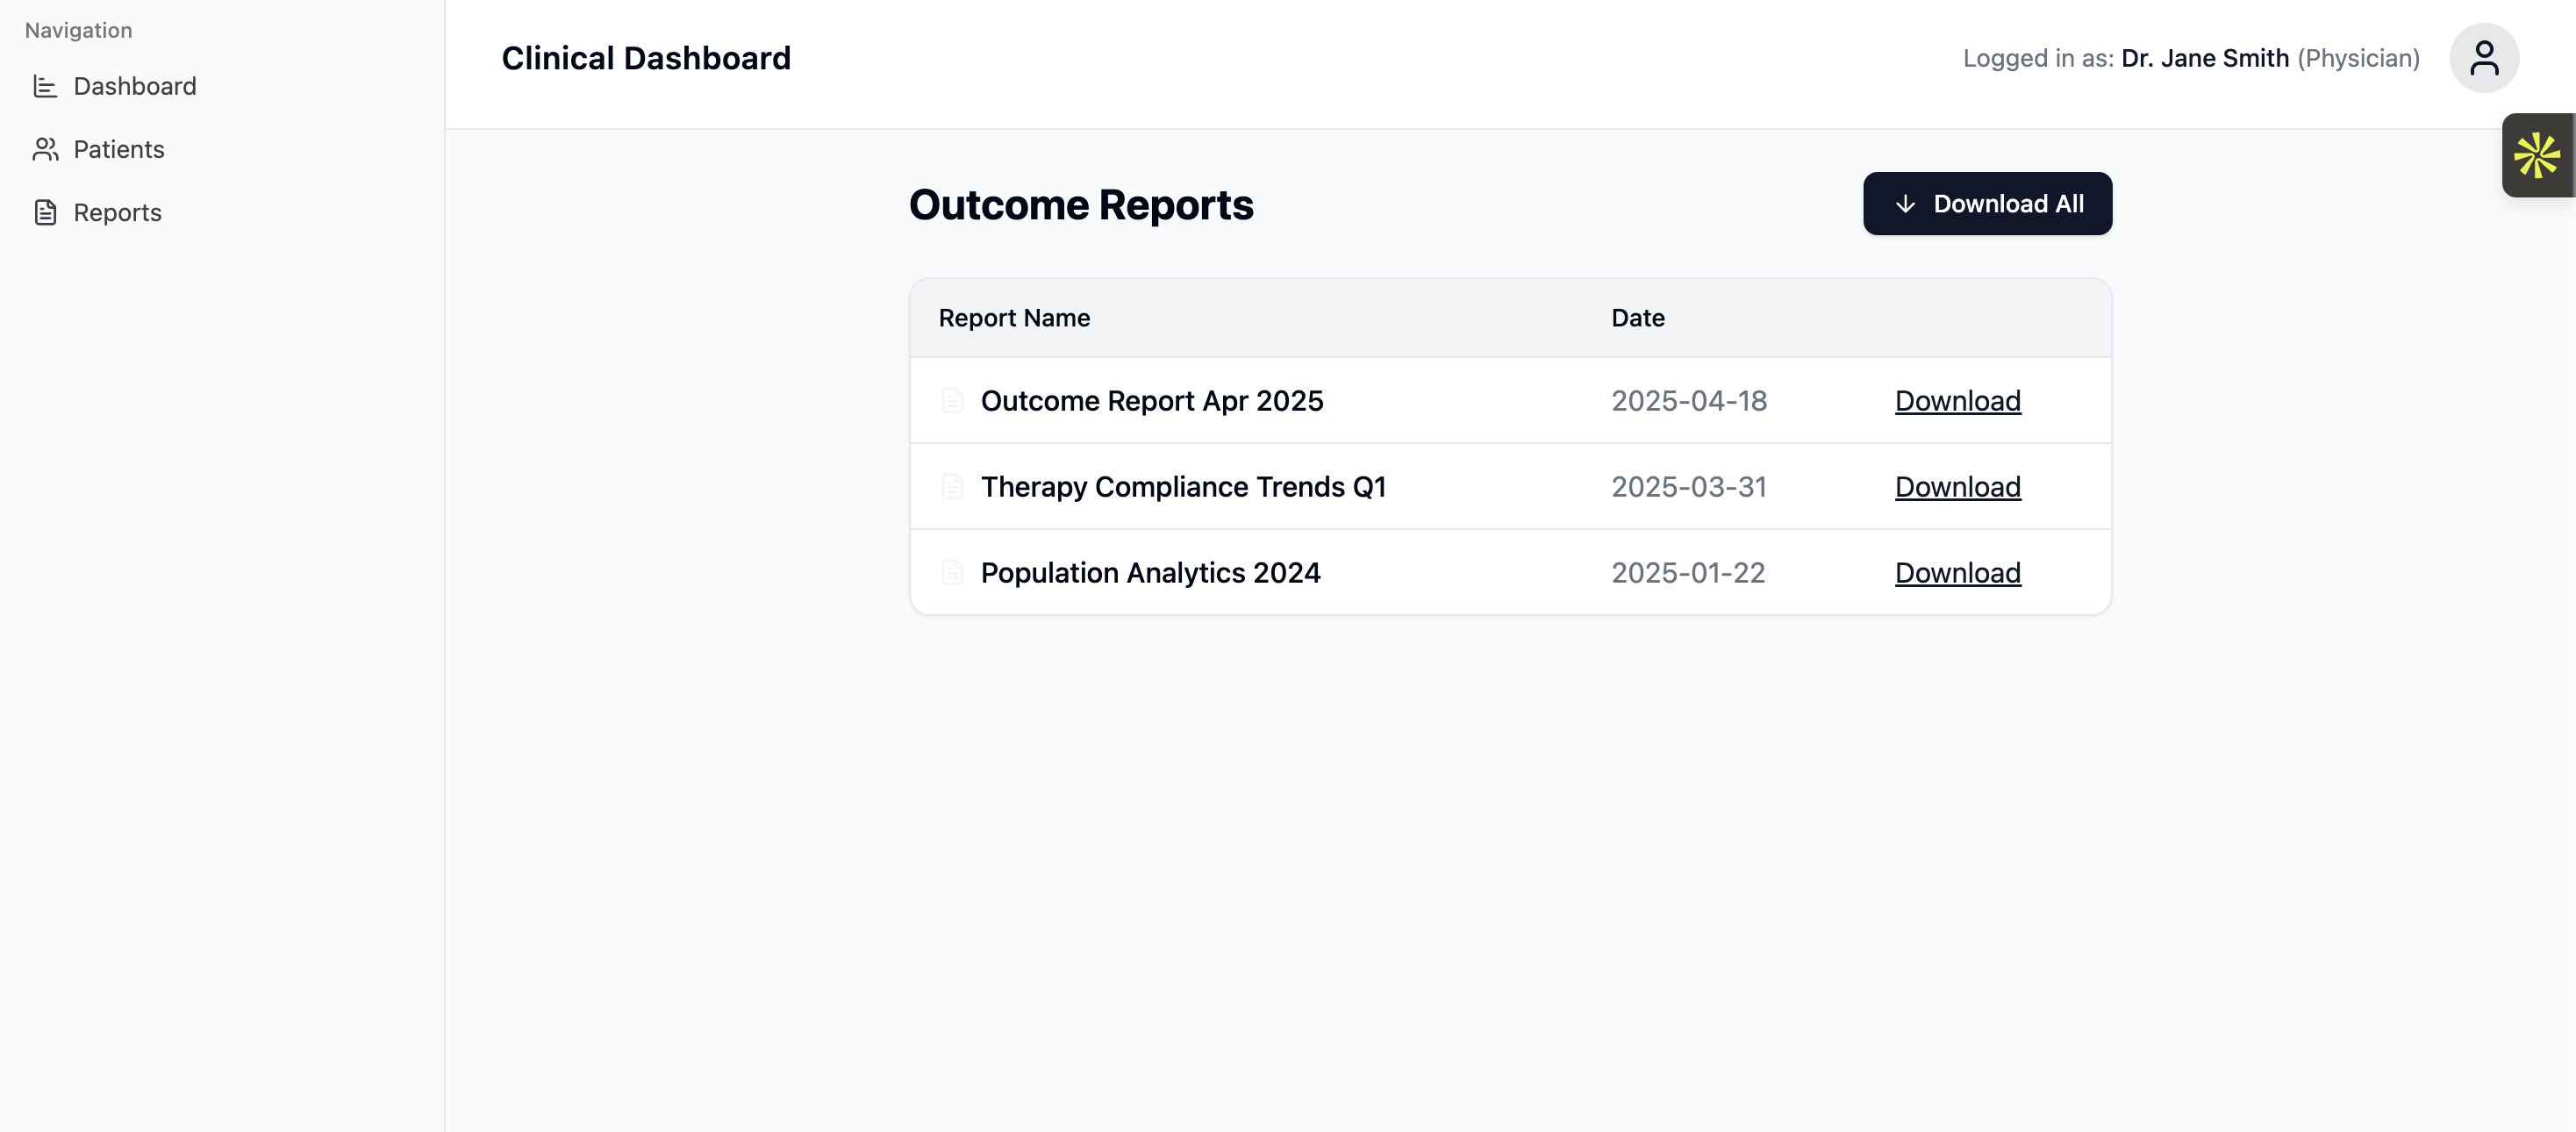 Navigation
Dashboard
Patients
Reports
Clinical Dashboard
Logged in as: Dr. Jane Smith (Physician)
Outcome Reports
Download All
Report Name Date
Outcome Report Apr 2025 2025-04-18 Download
Therapy Compliance Trends Q1 2025-03-31 Download
Population Analytics 2024 2025-01-22 Download